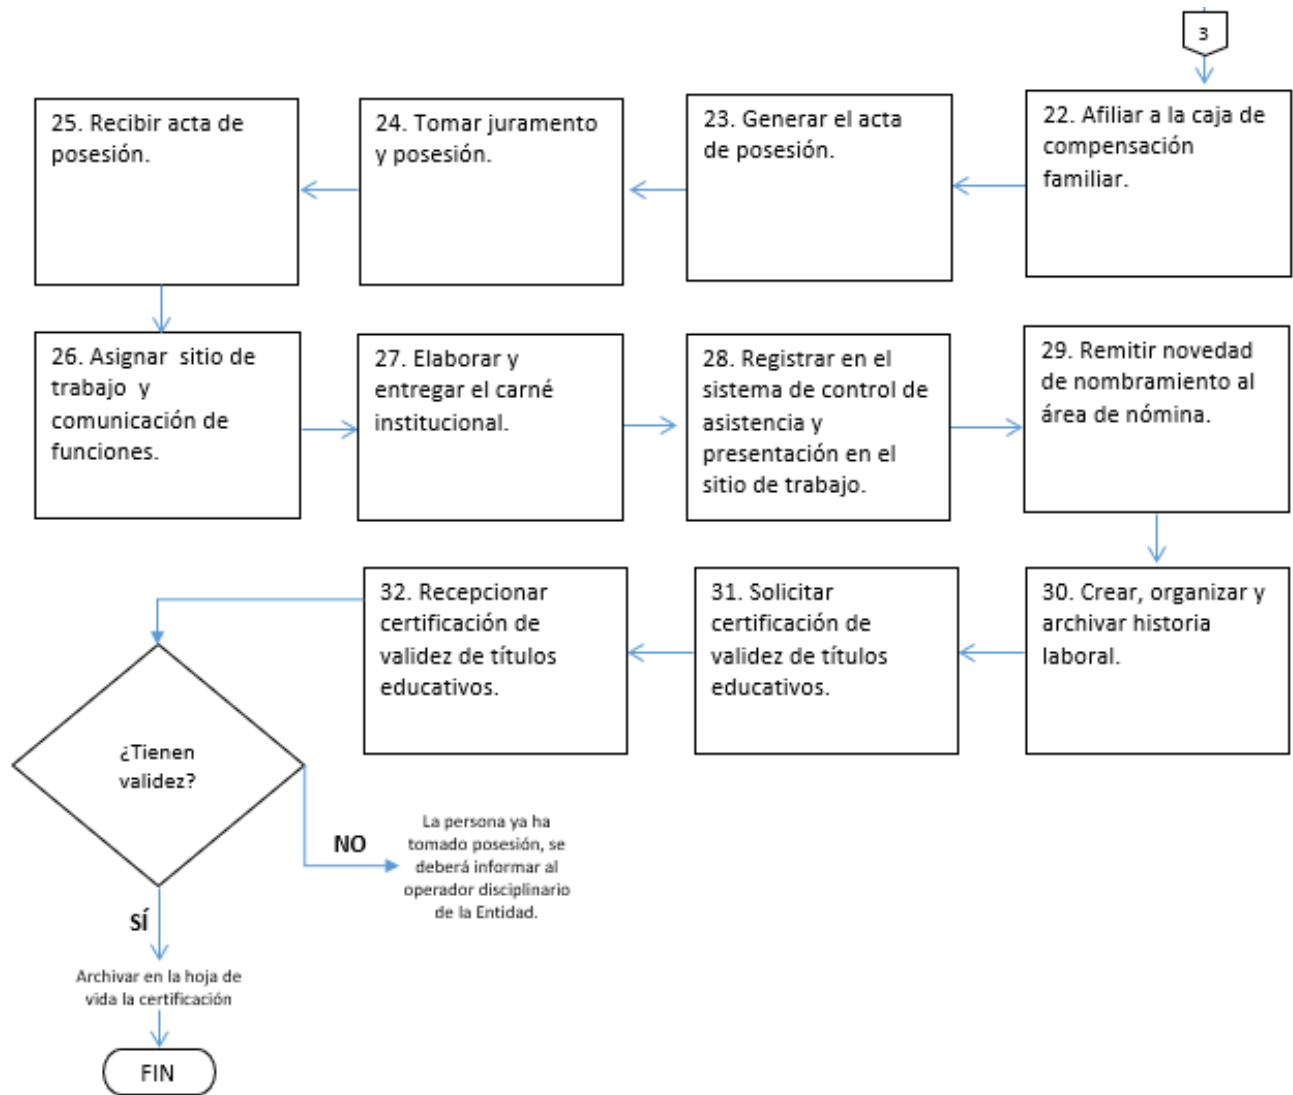 3
22. Afiliar a la caja de
compensación
familiar.
23. Generar el acta
de posesión.
24. Tomar juramento
y posesión.
25. Recibir acta de
posesión.
26. Asignar sitio de
trabajo y
comunicación de
funciones.
27. Elaborar y
entregar el carné
institucional.
28. Registrar en el
sistema de control de
asistencia y
presentación en el
sitio de trabajo.
29. Remitir novedad
de nombramiento al
área de nómina.
30. Crear, organizar y
archivar historia
laboral.
31. Solicitar
certificación de
validez de títulos
educativos.
32. Recepcionar
certificación de
validez de títulos
educativos.
¿Tienen
validez?
NO
La persona ya ha
tomado posesión, se
deberá informar al
operador disciplinario
de la Entidad.
SÍ
Archivar en la hoja de
vida la certificación
FIN